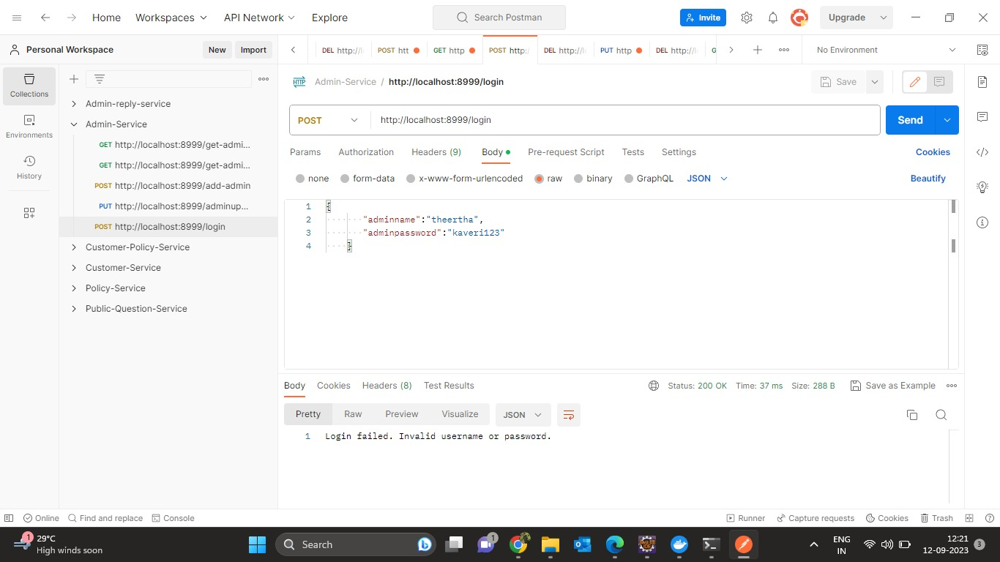 Home Workspaces API Network Explore Search Postman Invite Upgrade
Personal Workspace New Import
DEL http://l POST htt GET http POST http: DEL http://l PUT http DEL http:// G No Environment
Collections
Environments
History
Admin-reply-service
Admin-Service
GET http://localhost:8999/get-admi...
GET http://localhost:8999/get-admi...
POST http://localhost:8999/add-admin
PUT http://localhost:8999/adminup...
POST http://localhost:8999/login
Customer-Policy-Service
Customer-Service
Policy-Service
Public-Question-Service
HTTP Admin-Service / http://localhost:8999/login Save
POST http://localhost:8999/login Send
Params Authorization Headers (9) Body Pre-request Script Tests Settings Cookies
none form-data x-www-form-urlencoded raw binary GraphQL JSON Beautify
1 {
2 "adminname":"theertha",
3 "adminpassword":"kaveri123"
4 }
Body Cookies Headers (8) Test Results Status: 200 OK Time: 37 ms Size: 288 B Save as Example
Pretty Raw Preview Visualize JSON
1 Login failed. Invalid username or password.
Online Find and replace Console Runner Capture requests Cookies Trash
1 29°C
High winds soon
Search
1
ENG
IN
12:21
12-09-2023
3